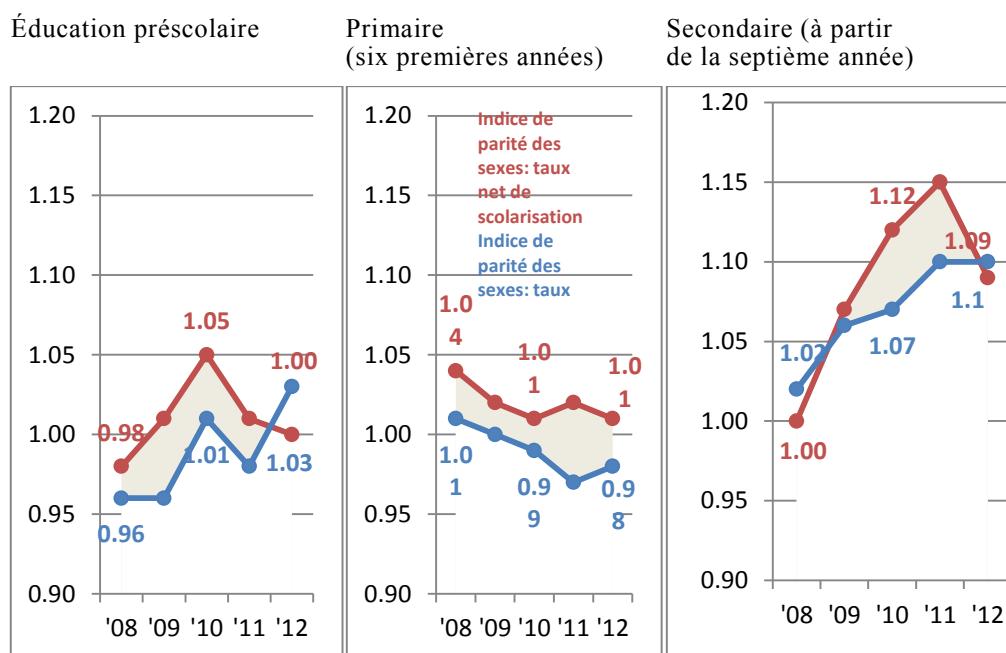 Éducation préscolaire
1.20
1.15
1.10
1.05
1.00
0.95
0.90
1.05
1.00
0.98
1.01
1.03
0.96
'08 '09 '10 '11 '12
Primaire
(six premières années)
1.20
1.15
1.10
1.05
1.00
0.95
0.90
Indice de
parité des
sexes: taux
net de
scolarisation
Indice de
parité des
sexes: taux
1.0
4
1.0
1
1.0
1
1.0
1
0.9
9
0.9
8
'08 '09 '10 '11 '12
Secondaire (à partir
de la septième année)
1.20
1.15
1.10
1.05
1.00
0.95
0.90
1.12
1.09
1.1
1.02
1.07
1.00
'08 '09 '10 '11 '12